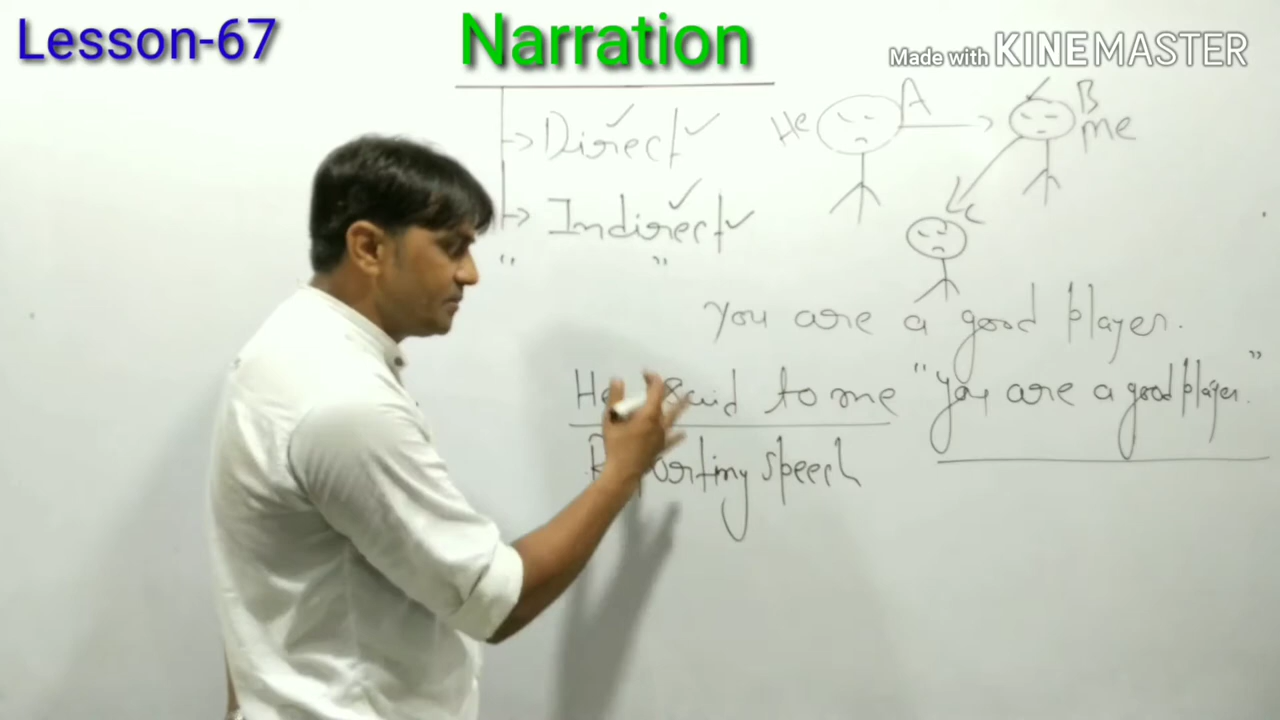 Lesson-67
Narration
Made with KINEMASTER
Direct
Indirect
" "
He
A
B
me
C
You are a good player.
He said to me "You are a good player."
Reporting speech